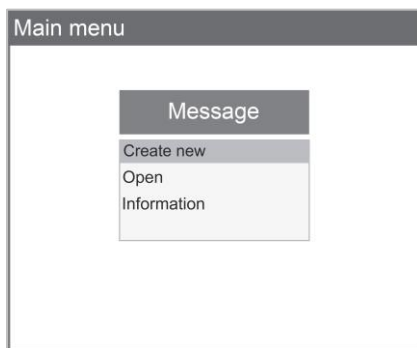 Main menu
Message
Create new
Open
Information